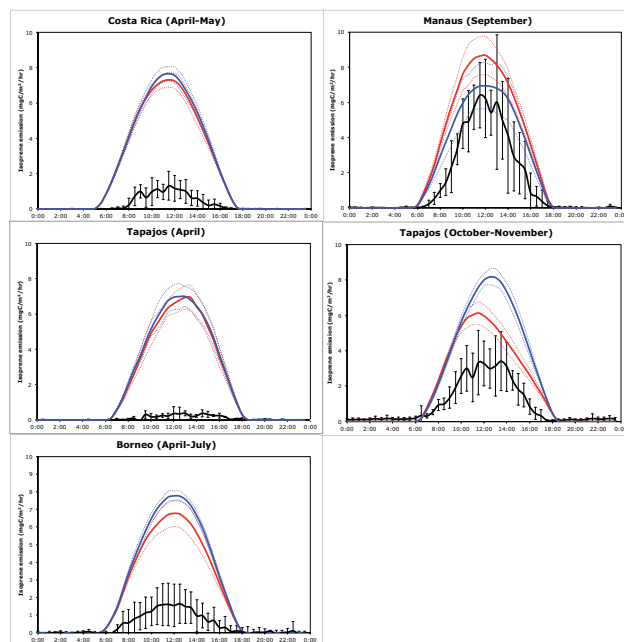 Costa Rica (April-May)
Isoprene emission (mgC/m²/hr)
10
8
6
4
2
0
0:00 2:00 4:00 6:00 8:00 10:00 12:00 14:00 16:00 18:00 20:00 22:00 0:00
Manaus (September)
Isoprene emission (mgC/m²/hr)
10
8
6
4
2
0
0:00 2:00 4:00 6:00 8:00 10:00 12:00 14:00 16:00 18:00 20:00 22:00 0:00
Tapajos (April)
Isoprene emission (mgC/m²/hr)
10
8
6
4
2
0
0:00 2:00 4:00 6:00 8:00 10:00 12:00 14:00 16:00 18:00 20:00 22:00 0:00
Tapajos (October-November)
Isoprene emission (mgC/m²/hr)
10
8
6
4
2
0
0:00 2:00 4:00 6:00 8:00 10:00 12:00 14:00 16:00 18:00 20:00 22:00 0:00
Borneo (April-July)
Isoprene emission (mgC/m²/hr)
10
9
8
7
6
5
4
3
2
1
0
0:00 2:00 4:00 6:00 8:00 10:00 12:00 14:00 16:00 18:00 20:00 22:00 0:00